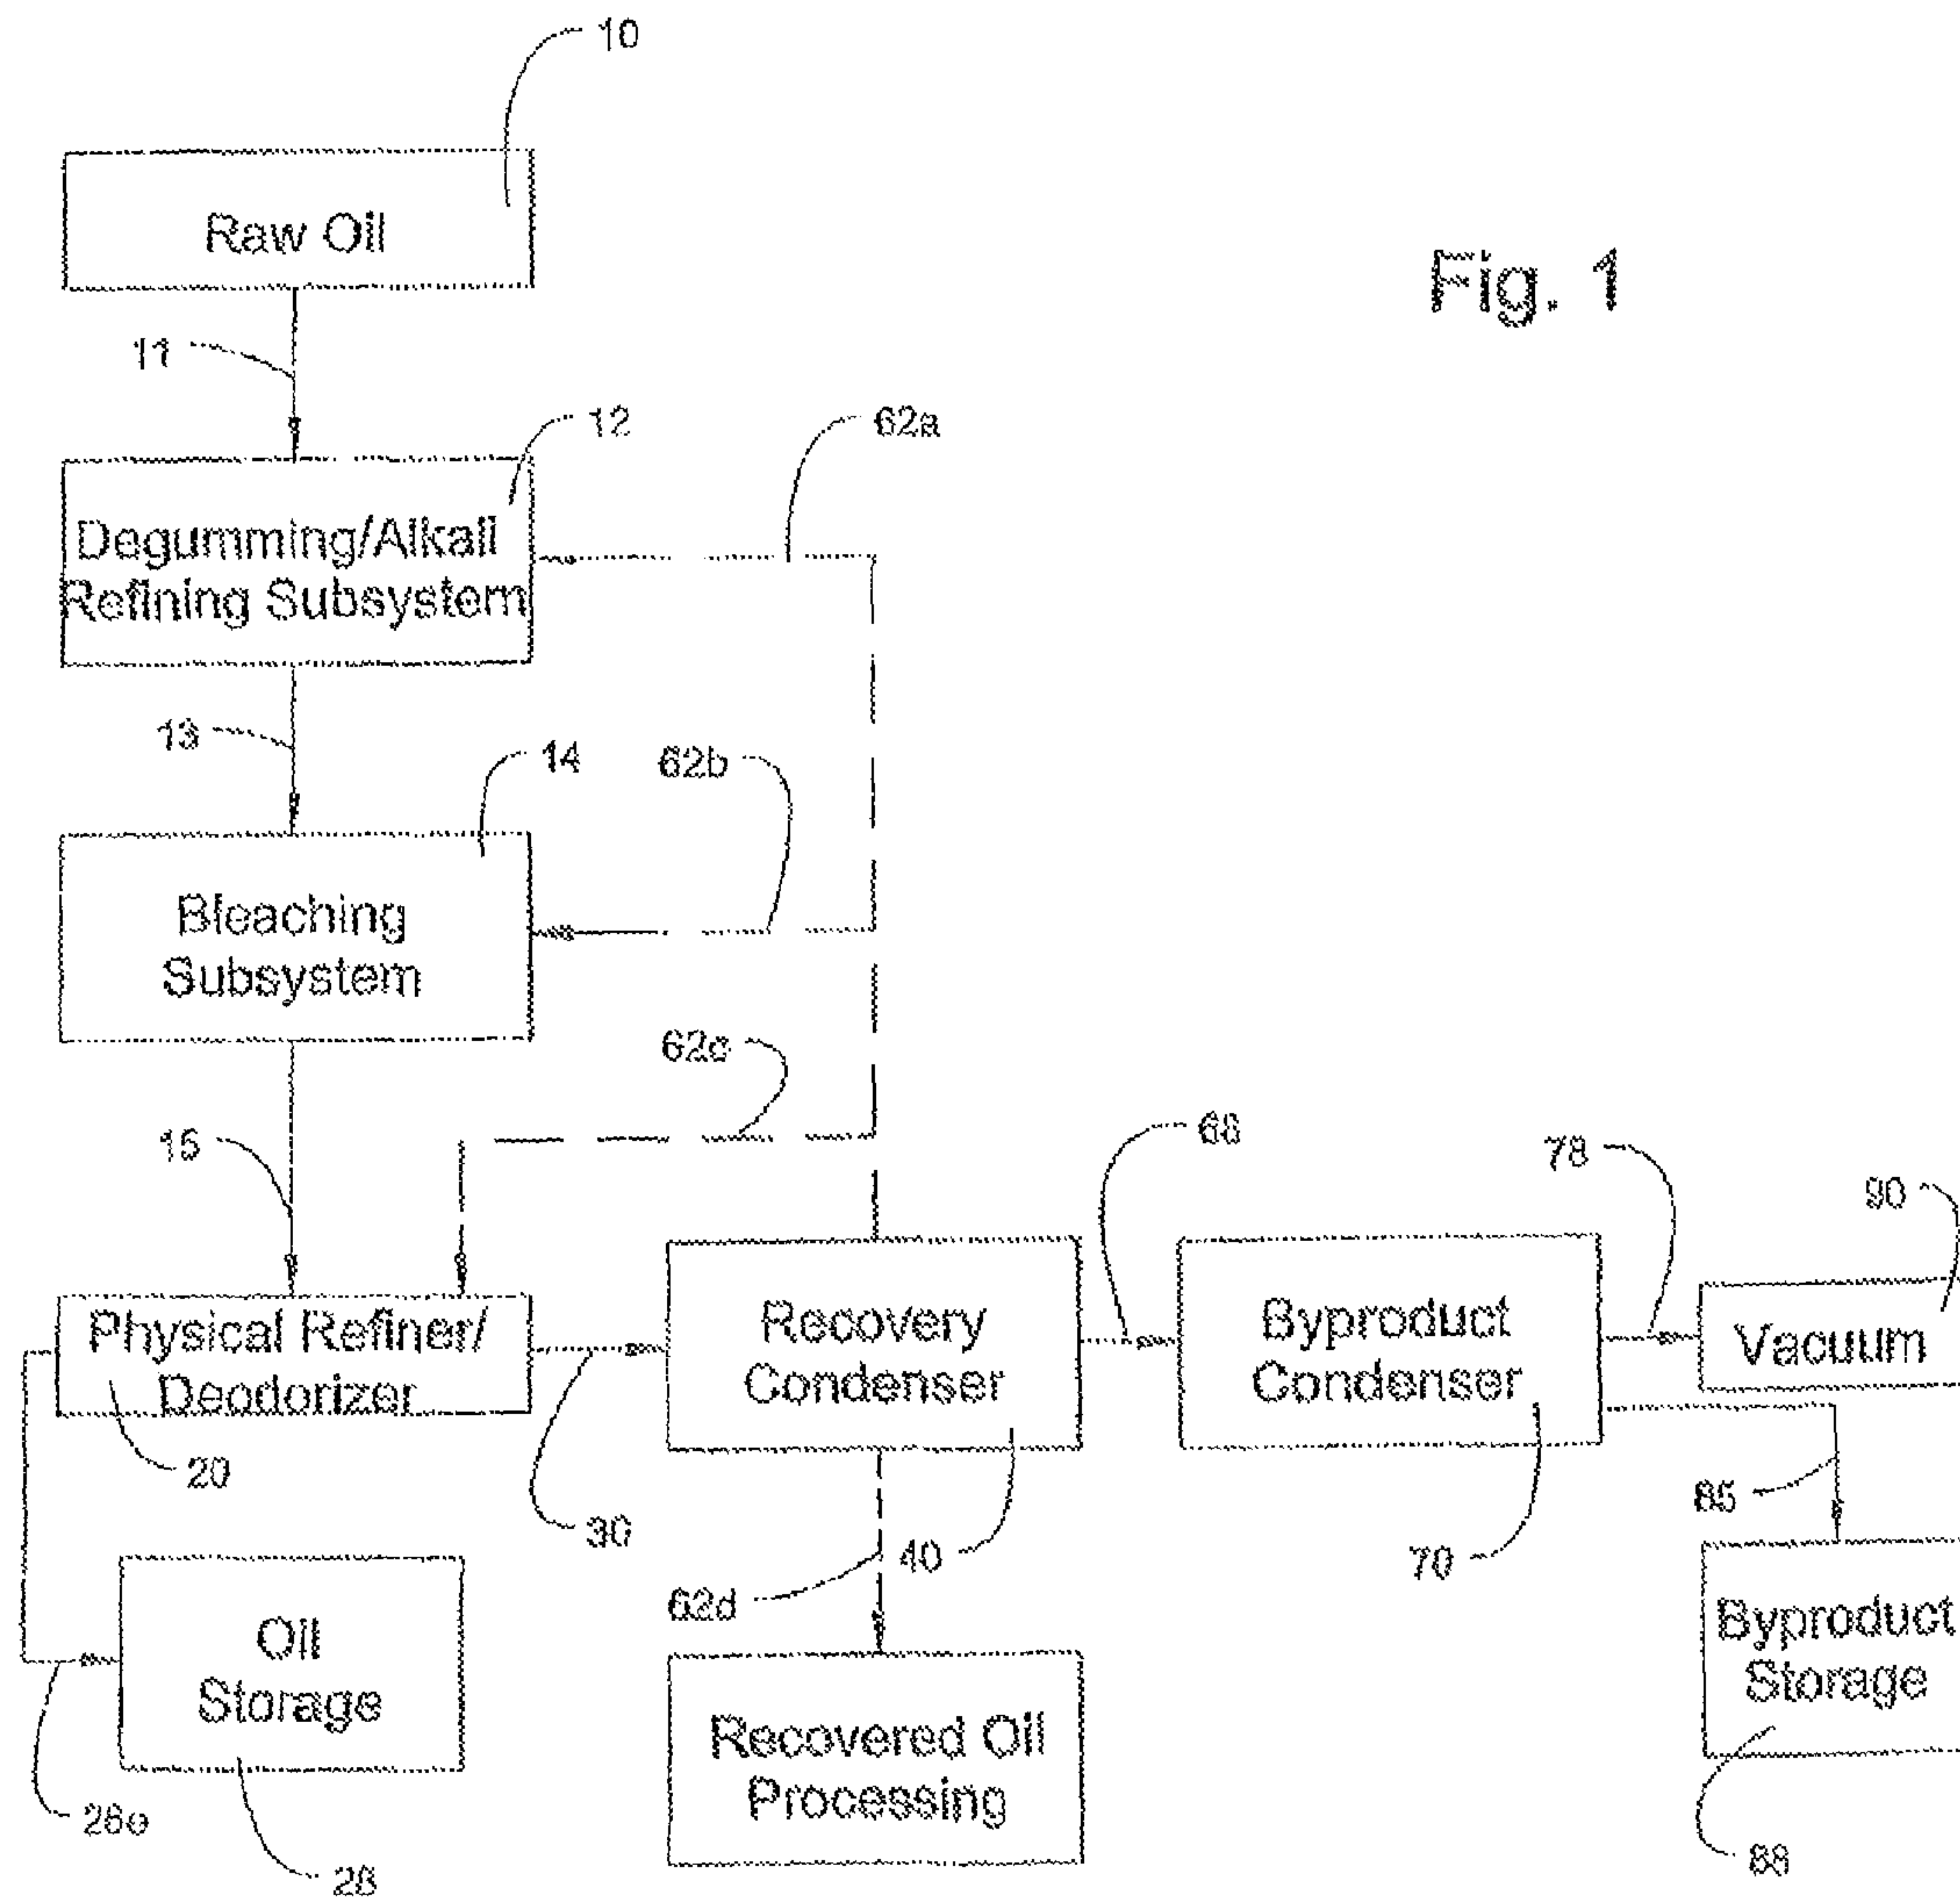 10
Raw Oil
Fig. 1
11
12
62a
Degumming/Alkali
Refining Subsystem
13
14
62b
Bleaching
Subsystem
62c
15
68
78
90
Physical Refiner/
Deodorizer
Recovery
Condenser
Byproduct
Condenser
Vacuum
20
30
40
70
85
62d
Oil
Storage
Byproduct
Storage
Recovered Oil
Processing
28
88